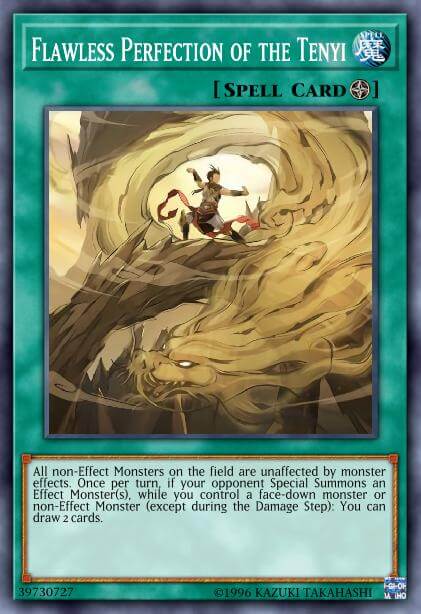 FLAWLESS PERFECTION OF THE TENYI
SPELL
魔
[SPELL CARD]
All non-Effect Monsters on the field are unaffected by monster
effects. Once per turn, if your opponent Special Summons an
Effect Monster(s), while you control a face-down monster or
non-Effect Monster (except during the Damage Step): You can
draw 2 cards.
39730727
©1996 KAZUKI TAKAHASHI